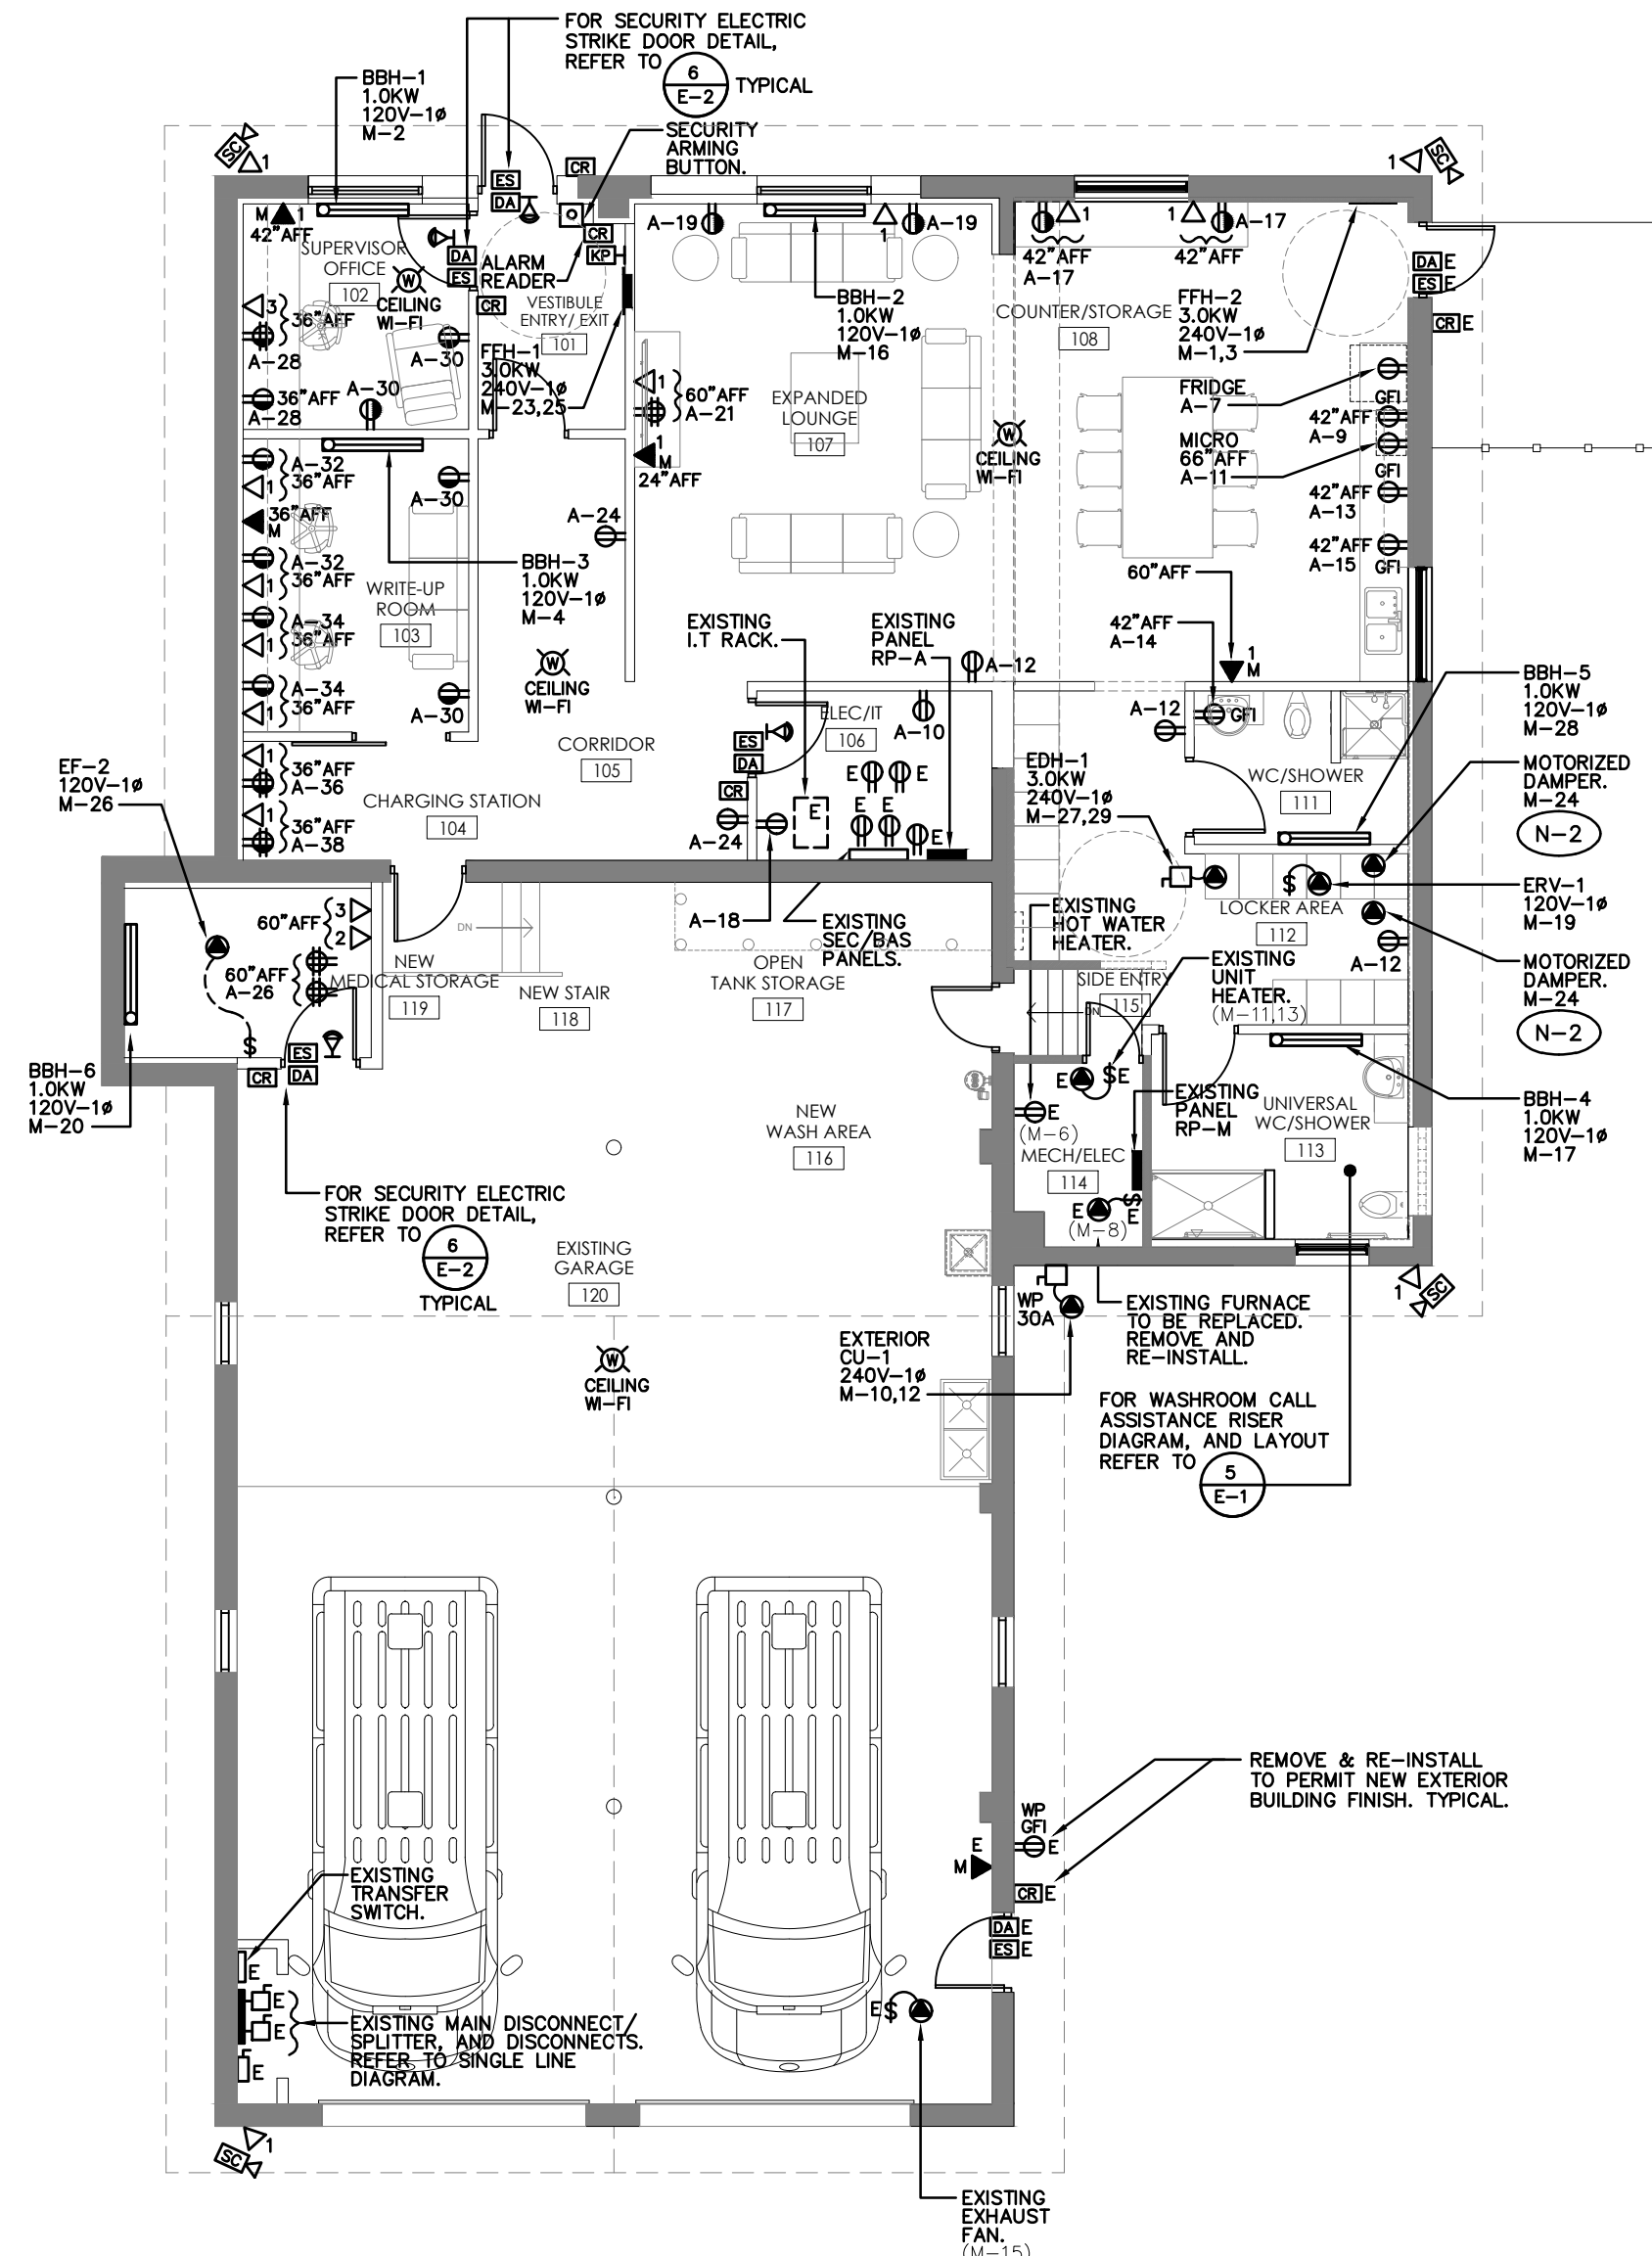 FOR SECURITY ELECTRIC
STRIKE DOOR DETAIL,
REFER TO
6
E-2
TYPICAL
BBH-1
1.0KW
120V-1ø
M-2
SECURITY
ARMING
BUTTON.
SC
1
CR
ES
DA
1
SC
M
1
42"AFF
SUPERVISOR
OFFICE
102
W
CEILING
WI-FI
DA
ES
CR
ALARM
READER
CR
KP
VESTIBULE
ENTRY/ EXIT
101
A-19
1
A-19
1
1
A-17
42"AFF
A-17
42"AFF
DA E
ES E
CR E
BBH-2
1.0KW
120V-1ø
M-16
COUNTER/STORAGE
108
FFH-2
3.0KW
240V-1ø
M-1,3
3
36"AFF
A-28
A-30
A-30
36"AFF
A-28
FFH-1
3.0KW
240V-1ø
M-23,25
1
60"AFF
A-21
1
M
24"AFF
EXPANDED
LOUNGE
107
W
CEILING
WI-FI
FRIDGE
A-7
GFI
42"AFF
A-9
MICRO
66"AFF
A-11
GFI
42"AFF
A-13
42"AFF
A-15
GFI
A-32
1
36"AFF
36"AFF
M
A-30
A-32
1
36"AFF
WRITE-UP
ROOM
103
A-34
1
36"AFF
A-34
1
36"AFF
A-30
BBH-3
1.0KW
120V-1ø
M-4
A-24
W
CEILING
WI-FI
EXISTING
I.T RACK.
EXISTING
PANEL
RP-A
A-12
60"AFF
42"AFF
A-14
1
M
BBH-5
1.0KW
120V-1ø
M-28
EF-2
120V-1ø
M-26
1
36"AFF
A-36
1
36"AFF
A-38
CORRIDOR
105
CHARGING STATION
104
ES
DA
CR
A-24
ELEC/IT
106
A-10
E
E
E
E
E
E
A-12
GFI
WC/SHOWER
111
EDH-1
3.0KW
240V-1ø
M-27,29
MOTORIZED
DAMPER.
M-24
N-2
$
ERV-1
120V-1ø
M-19
LOCKER AREA
112
A-12
MOTORIZED
DAMPER.
M-24
N-2
60"AFF
3
2
60"AFF
A-26
NEW
MEDICAL STORAGE
119
$
BBH-6
1.0KW
120V-1ø
M-20
ES
DA
CR
DN
NEW STAIR
118
A-18
EXISTING
SEC/BAS
PANELS.
OPEN
TANK STORAGE
117
EXISTING
HOT WATER
HEATER.
SIDE ENTRY
115
DN
EXISTING
UNIT
HEATER.
(M-11,13)
E
$E
E
(M-6)
MECH/ELEC
114
EXISTING
PANEL
RP-M
E
$
E
(M-8)
UNIVERSAL
WC/SHOWER
113
BBH-4
1.0KW
120V-1ø
M-17
NEW
WASH AREA
116
FOR SECURITY ELECTRIC
STRIKE DOOR DETAIL,
REFER TO
6
E-2
TYPICAL
EXISTING
GARAGE
120
W
CEILING
WI-FI
WP
30A
EXTERIOR
CU-1
240V-1ø
M-10,12
EXISTING FURNACE
TO BE REPLACED.
REMOVE AND
RE-INSTALL.
1
SC
FOR WASHROOM CALL
ASSISTANCE RISER
DIAGRAM, AND LAYOUT
REFER TO
5
E-1
REMOVE & RE-INSTALL
TO PERMIT NEW EXTERIOR
BUILDING FINISH. TYPICAL.
WP
GFI
E
E
M
CR E
DA E
ES E
EXISTING
TRANSFER
SWITCH.
E
E
E
E
EXISTING MAIN DISCONNECT/
SPLITTER, AND DISCONNECTS.
REFER TO SINGLE LINE
DIAGRAM.
E$
SC
1
EXISTING
EXHAUST
FAN.
(M-15)